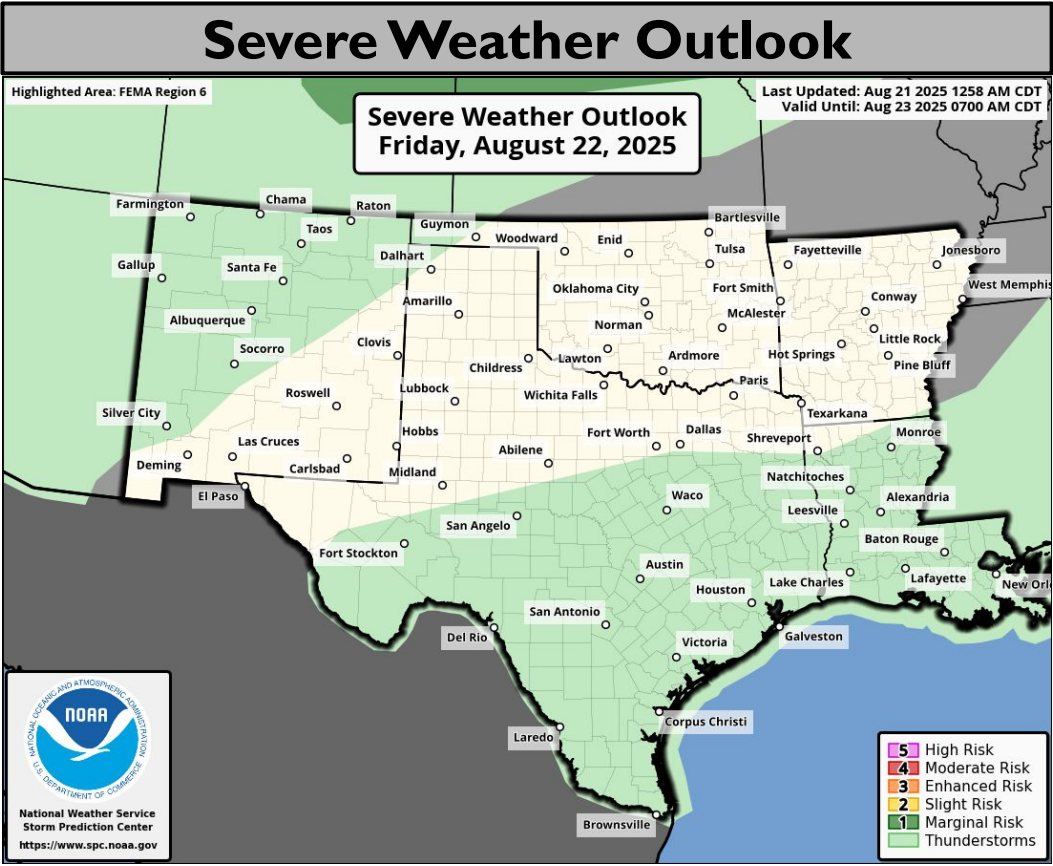 Severe Weather Outlook
Highlighted Area: FEMA Region 6
Last Updated: Aug 21 2025 1258 AM CDT
Valid Until: Aug 23 2025 0700 AM CDT
Severe Weather Outlook
Friday, August 22, 2025
Farmington
Chama
Raton
Taos
Guymon
Woodward
Enid
Bartlesville
Tulsa
Fayetteville
Jonesboro
Gallup
Santa Fe
Dalhart
Amarillo
Oklahoma City
Fort Smith
Conway
West Memphis
Albuquerque
Norman
McAlester
Little Rock
Socorro
Clovis
Childress
Lawton
Ardmore
Hot Springs
Pine Bluff
Roswell
Lubbock
Wichita Falls
Paris
Texarkana
Silver City
Las Cruces
Hobbs
Fort Worth
Dallas
Shreveport
Monroe
Deming
Carlsbad
Midland
Abilene
Natchitoches
El Paso
San Angelo
Waco
Leesville
Alexandria
Fort Stockton
Baton Rouge
Austin
Houston
Lake Charles
Lafayette
New Orl
San Antonio
Del Rio
Victoria
Galveston
Laredo
Corpus Christi
Brownsville
NATIONAL OCEANIC AND ATMOSPHERIC ADMINISTRATION
NOAA
U.S. DEPARTMENT OF COMMERCE
National Weather Service
Storm Prediction Center
https://www.spc.noaa.gov
5 High Risk
4 Moderate Risk
3 Enhanced Risk
2 Slight Risk
1 Marginal Risk
Thunderstorms